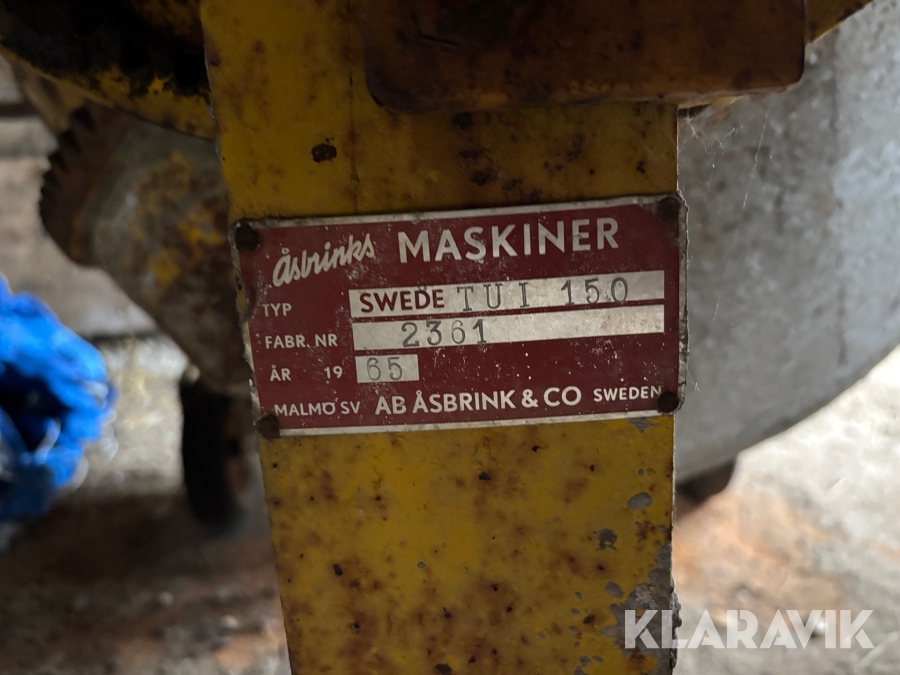 åsbrinks MASKINER
TYP SWEDE TUI 150
FABR. NR 2361
ÅR 19 65
MALMÖ SV AB ÅSBRINK & CO SWEDEN
KLARAVIK